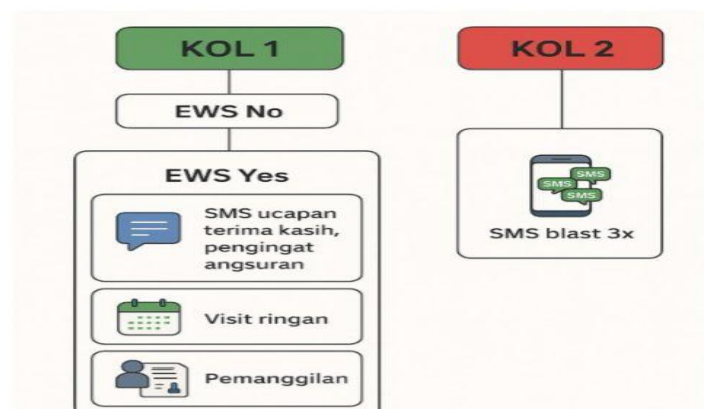 KOL 1
EWS No
EWS Yes
SMS ucapan
terima kasih,
pengingat
angsuran
Visit ringan
Pemanggilan
KOL 2
SMS
SMS
SMS
SMS blast 3x